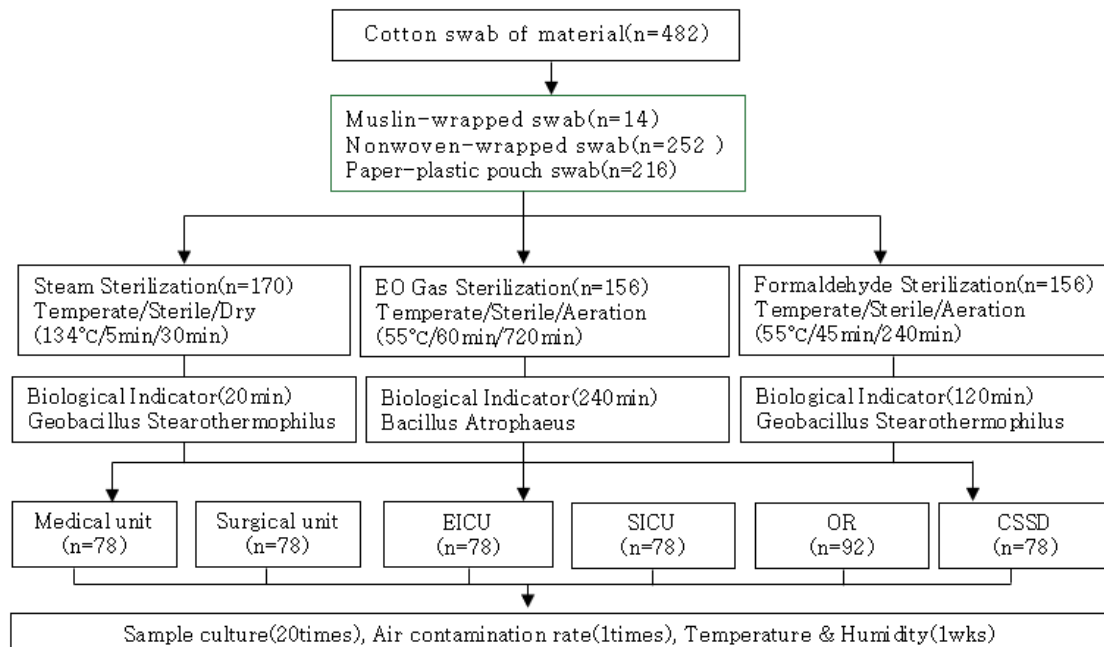 Cotton swab of material(n=482)
Muslin-wrapped swab(n=14)
Nonwoven-wrapped swab(n=252 )
Paper-plastic pouch swab(n=216)
Steam Sterilization(n=170)
Temperate/Sterile/Dry
(134℃/5min/30min)
EO Gas Sterilization(n=156)
Temperate/Sterile/Aeration
(55℃/60min/720min)
Formaldehyde Sterilization(n=156)
Temperate/Sterile/Aeration
(55℃/45min/240min)
Biological Indicator(20min)
Geobacillus Stearothermophilus
Biological Indicator(240min)
Bacillus Atrophaeus
Biological Indicator(120min)
Geobacillus Stearothermophilus
Medical unit
(n=78)
Surgical unit
(n=78)
EICU
(n=78)
SICU
(n=78)
OR
(n=92)
CSSD
(n=78)
Sample culture(20times), Air contamination rate(1times), Temperature & Humidity(1wks)